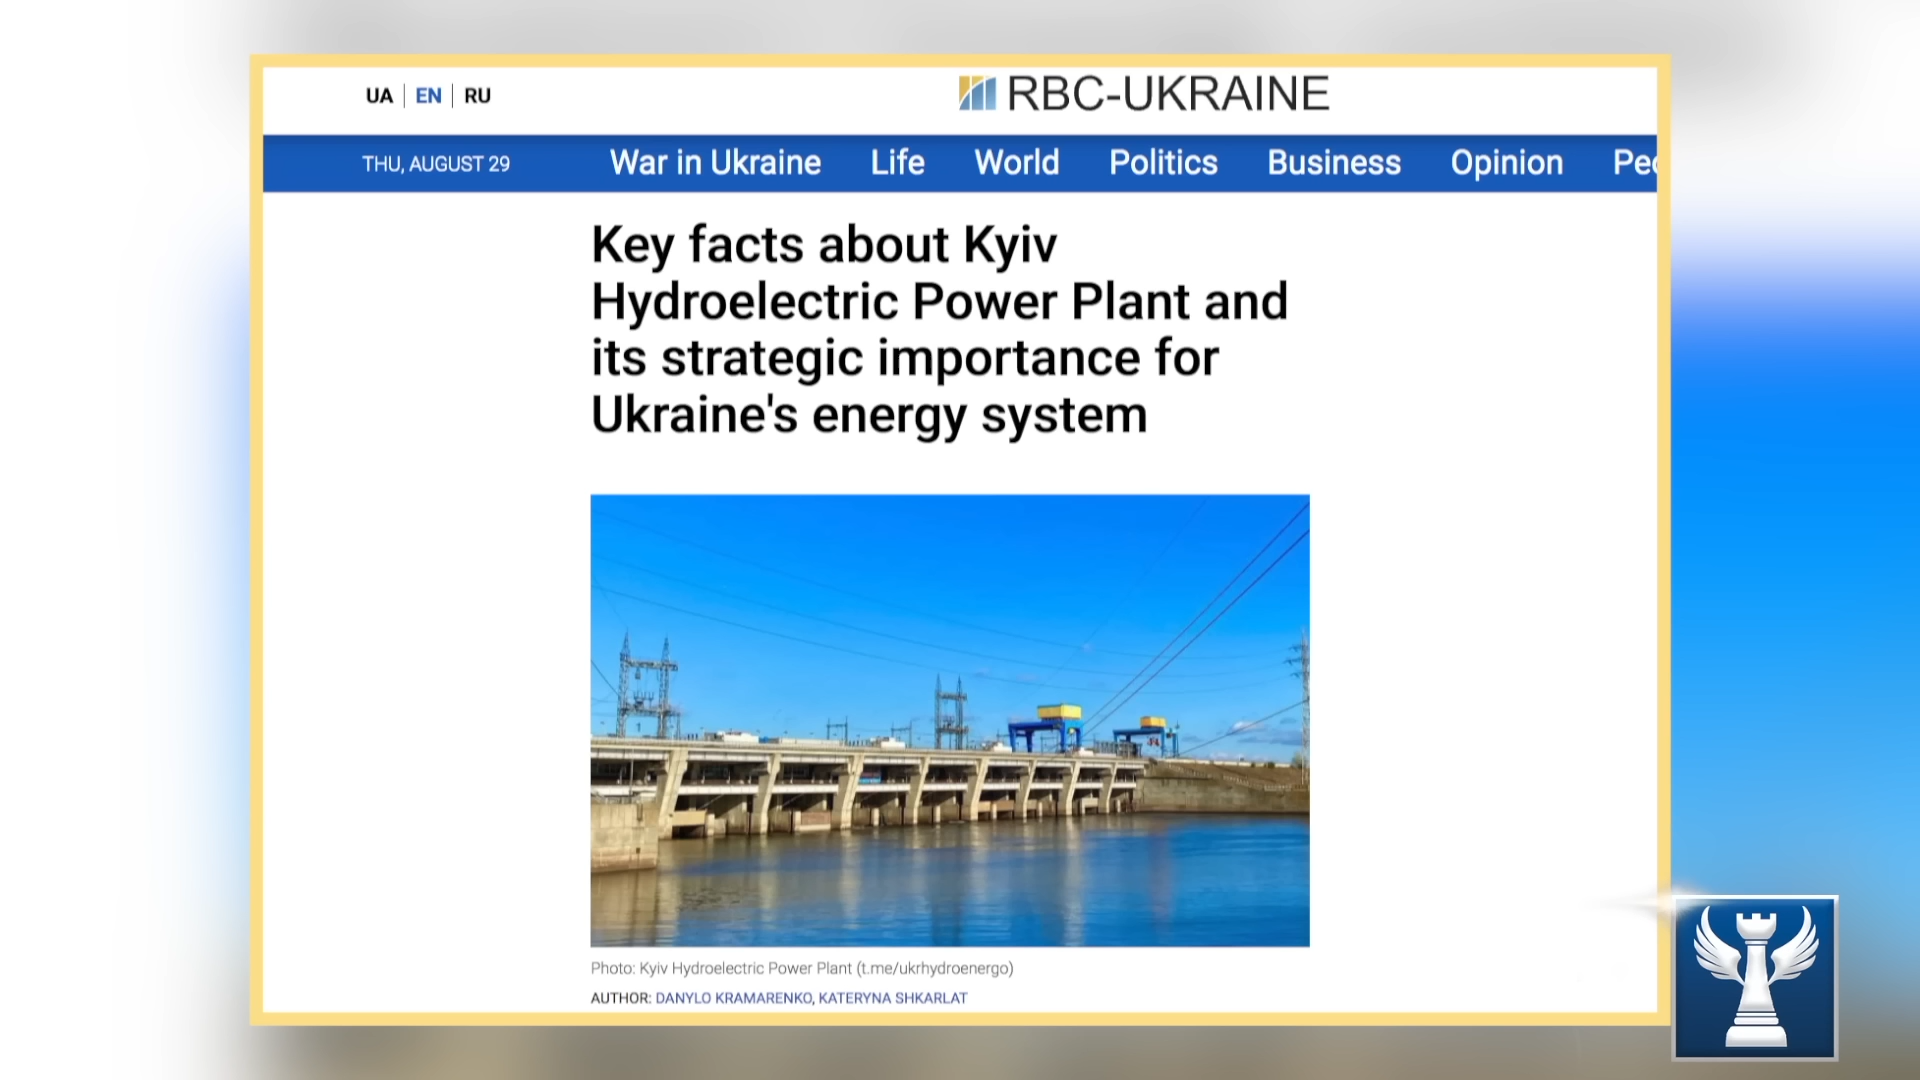 UA | EN | RU
RBC-UKRAINE
THU, AUGUST 29
War in Ukraine Life World Politics Business Opinion
Key facts about Kyiv
Hydroelectric Power Plant and
its strategic importance for
Ukraine's energy system
Photo: Kyiv Hydroelectric Power Plant (t.me/ukrhydroenergo)
AUTHOR: DANYLO KRAMARENKO, KATERYNA SHKARLAT